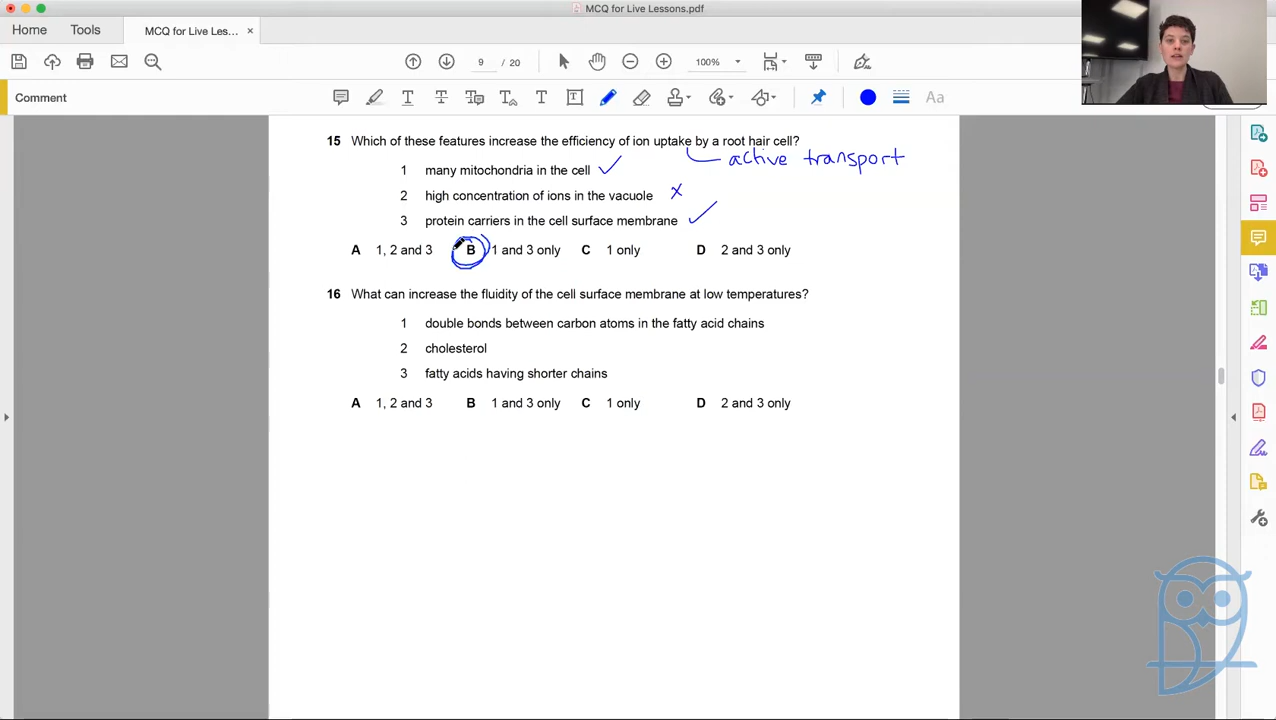 MCQ for Live Lessons.pdf
Home Tools MCQ for Live Les... ×
9 / 20 100%
Comment
Aa
15 Which of these features increase the efficiency of ion uptake by a root hair cell?
active transport
1 many mitochondria in the cell ✓
2 high concentration of ions in the vacuole x
3 protein carriers in the cell surface membrane ✓
A 1, 2 and 3 B 1 and 3 only C 1 only D 2 and 3 only
16 What can increase the fluidity of the cell surface membrane at low temperatures?
1 double bonds between carbon atoms in the fatty acid chains
2 cholesterol
3 fatty acids having shorter chains
A 1, 2 and 3 B 1 and 3 only C 1 only D 2 and 3 only